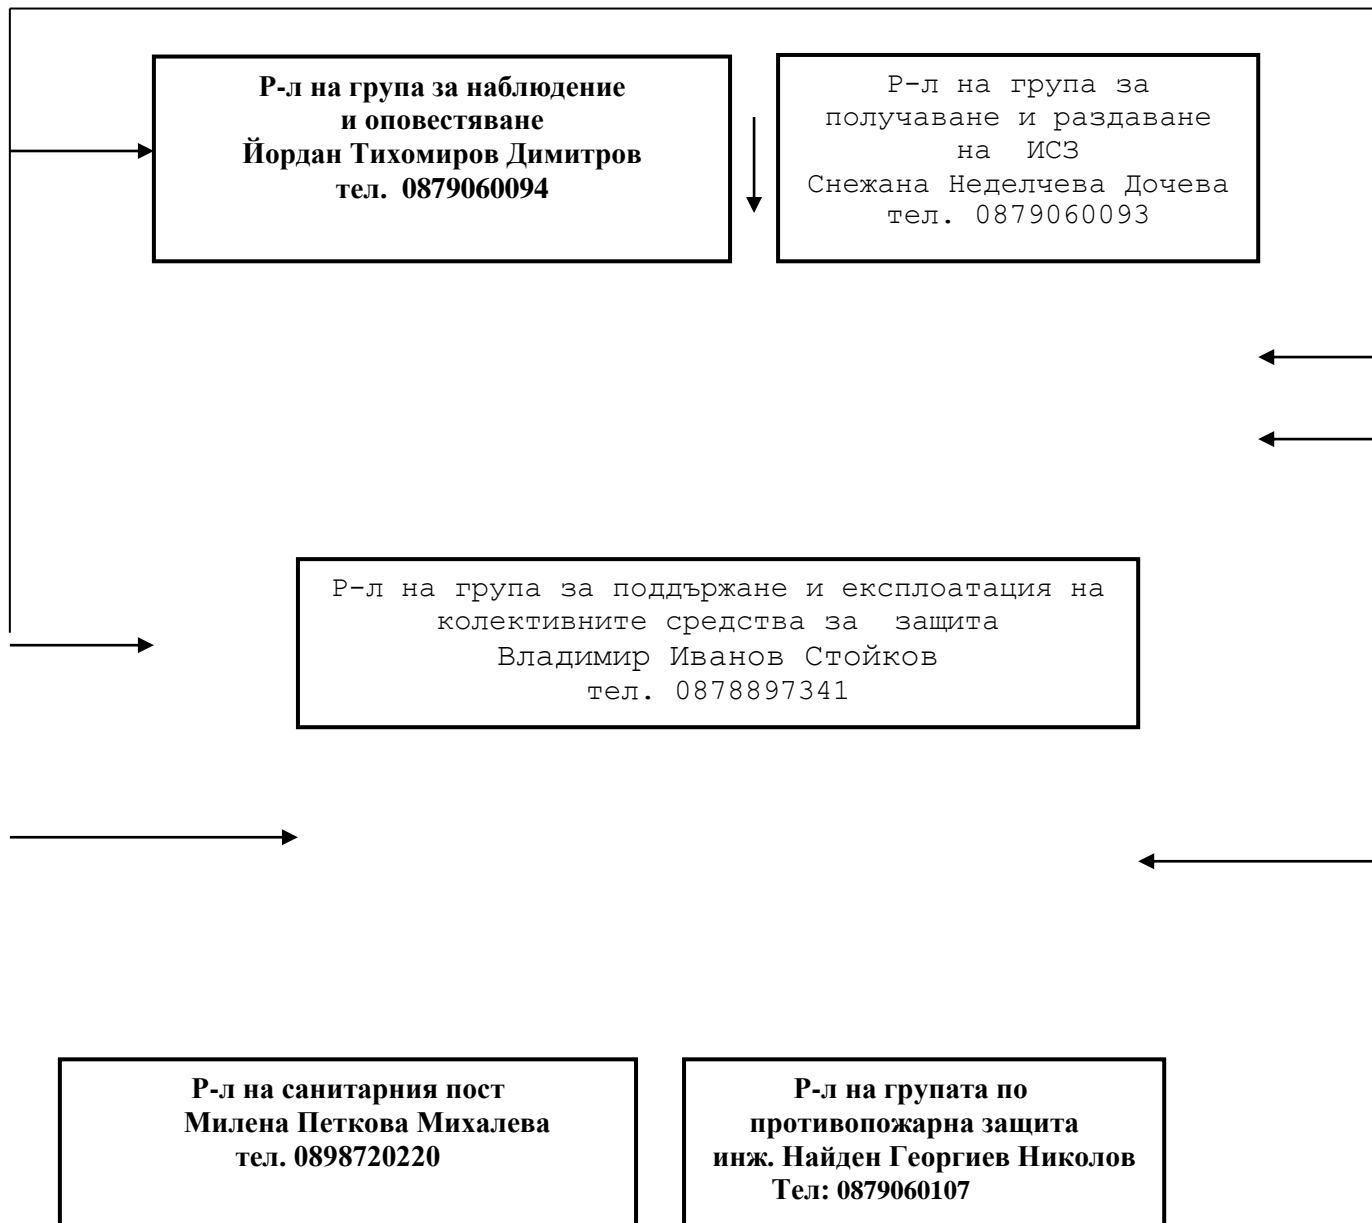 Р-л на група за наблюдение
и оповестяване
Йордан Тихомиров Димитров
тел. 0879060094
Р-л на група за
получаване и раздаване
на ИСЗ
Снежана Неделчева Дочева
тел. 0879060093
Р-л на група за поддържане и експлоатация на
колективните средства за защита
Владимир Иванов Стойков
тел. 0878897341
Р-л на санитарния пост
Милена Петкова Михалева
тел. 0898720220
Р-л на групата по
противопожарна защита
инж. Найден Георгиев Николов
Тел: 0879060107